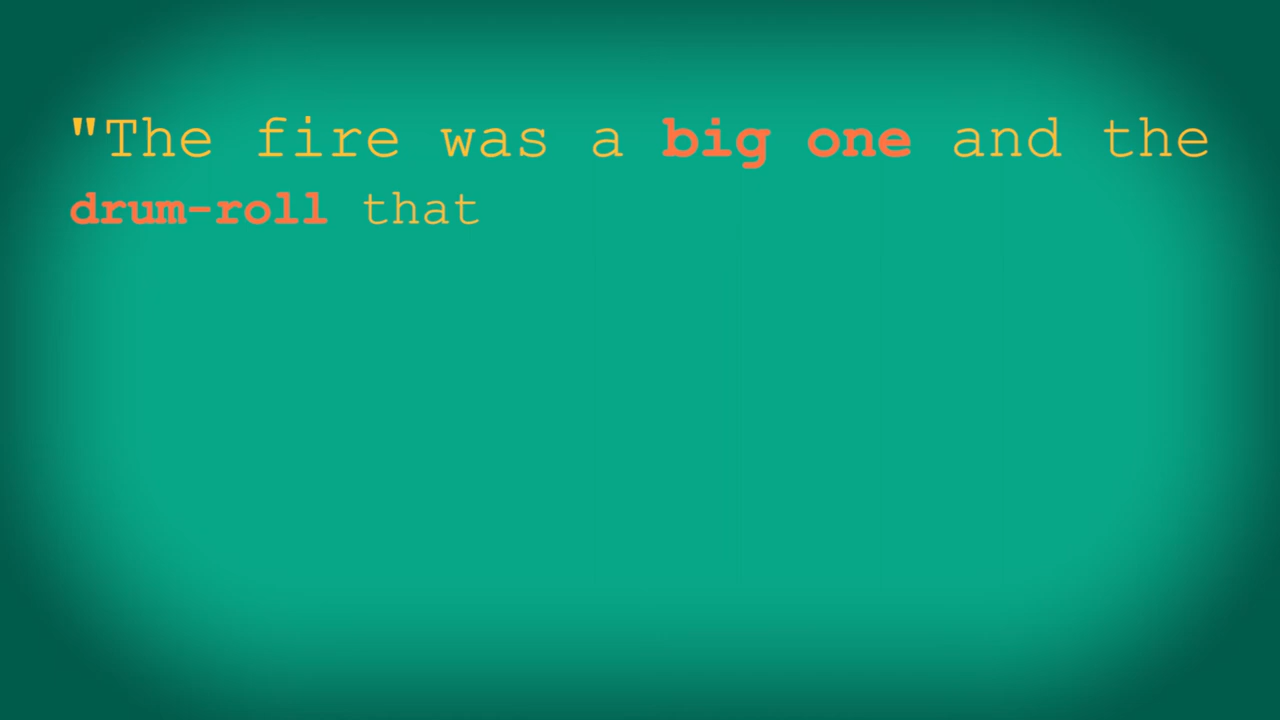 "The fire was a big one and the
drum-roll that